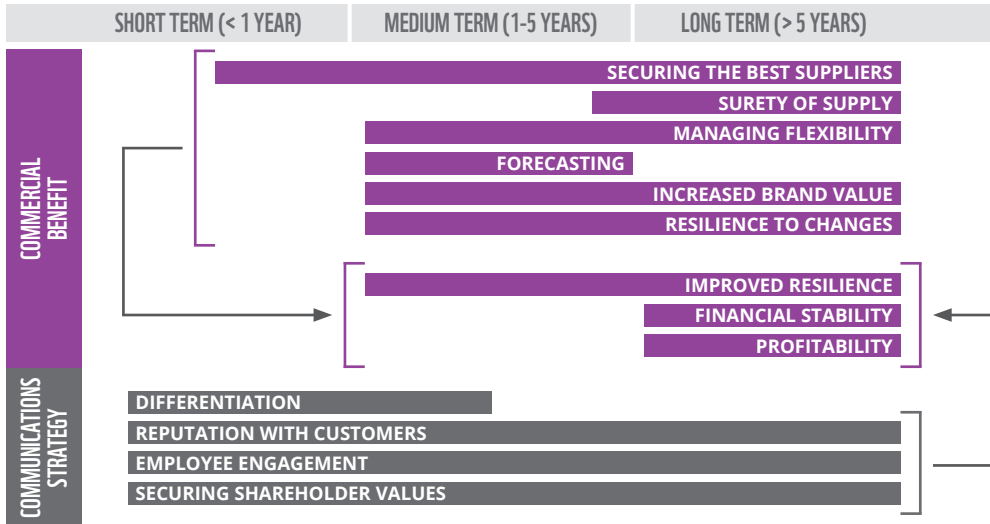 SHORT TERM (< 1 YEAR)
MEDIUM TERM (1-5 YEARS)
LONG TERM (> 5 YEARS)
COMMERCIAL
BENEFIT
SECURING THE BEST SUPPLIERS
SURETY OF SUPPLY
MANAGING FLEXIBILITY
FORECASTING
INCREASED BRAND VALUE
RESILIENCE TO CHANGES
IMPROVED RESILIENCE
FINANCIAL STABILITY
PROFITABILITY
COMMUNICATIONS
STRATEGY
DIFFERENTIATION
REPUTATION WITH CUSTOMERS
EMPLOYEE ENGAGEMENT
SECURING SHAREHOLDER VALUES